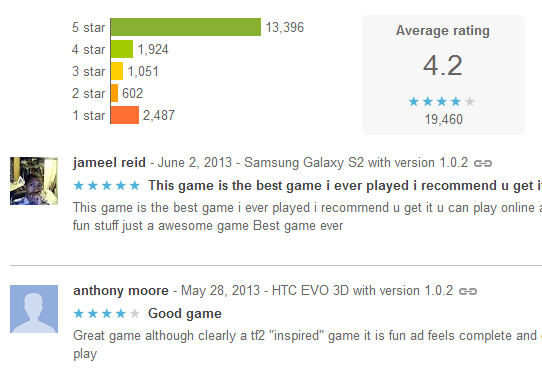 5 star 13,396
4 star 1,924
3 star 1,051
2 star 602
1 star 2,487
Average rating
4.2
19,460
jameel reid - June 2, 2013 - Samsung Galaxy S2 with version 1.0.2
This game is the best game i ever played i recommend u get it
This game is the best game i ever played i recommend u get it u can play online a
fun stuff just a awesome game Best game ever
anthony moore - May 28, 2013 - HTC EVO 3D with version 1.0.2
Good game
Great game although clearly a tf2 "inspired" game it is fun ad feels complete and
play